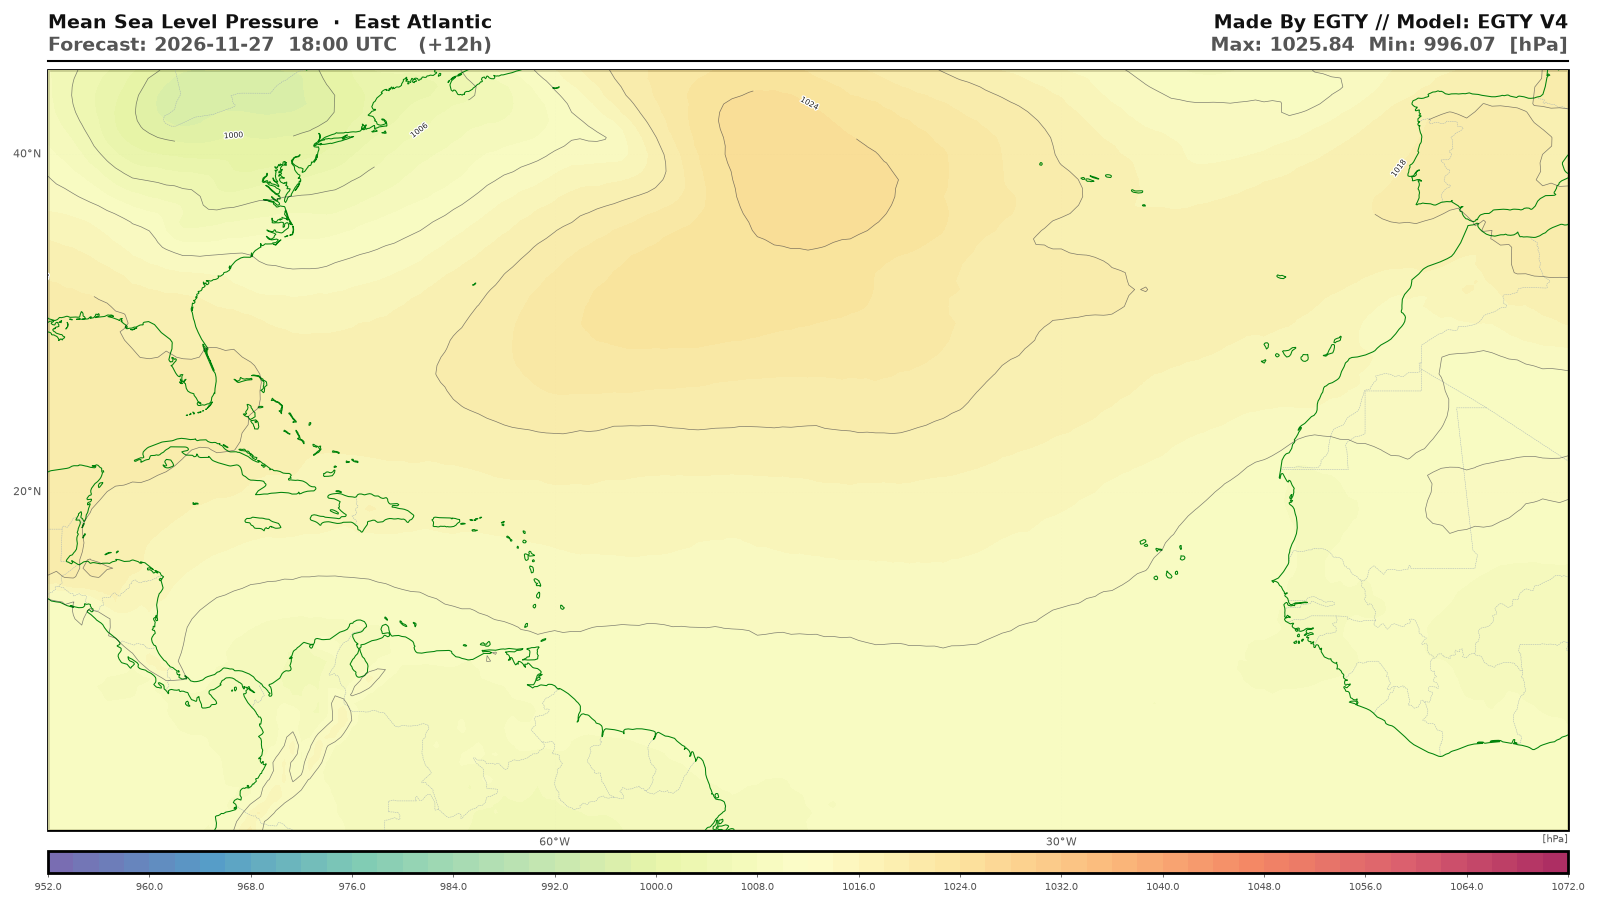 Mean Sea Level Pressure · East Atlantic
Made By EGTY // Model: EGTY V4
Forecast: 2026-11-27 18:00 UTC (+12h)
Max: 1025.84 Min: 996.07 [hPa]
1024
1000
1006
40°N
1018
20°N
60°W
30°W
[hPa]
952.0 960.0 968.0 976.0 984.0 992.0 1000.0 1008.0 1016.0 1024.0 1032.0 1040.0 1048.0 1056.0 1064.0 1072.0